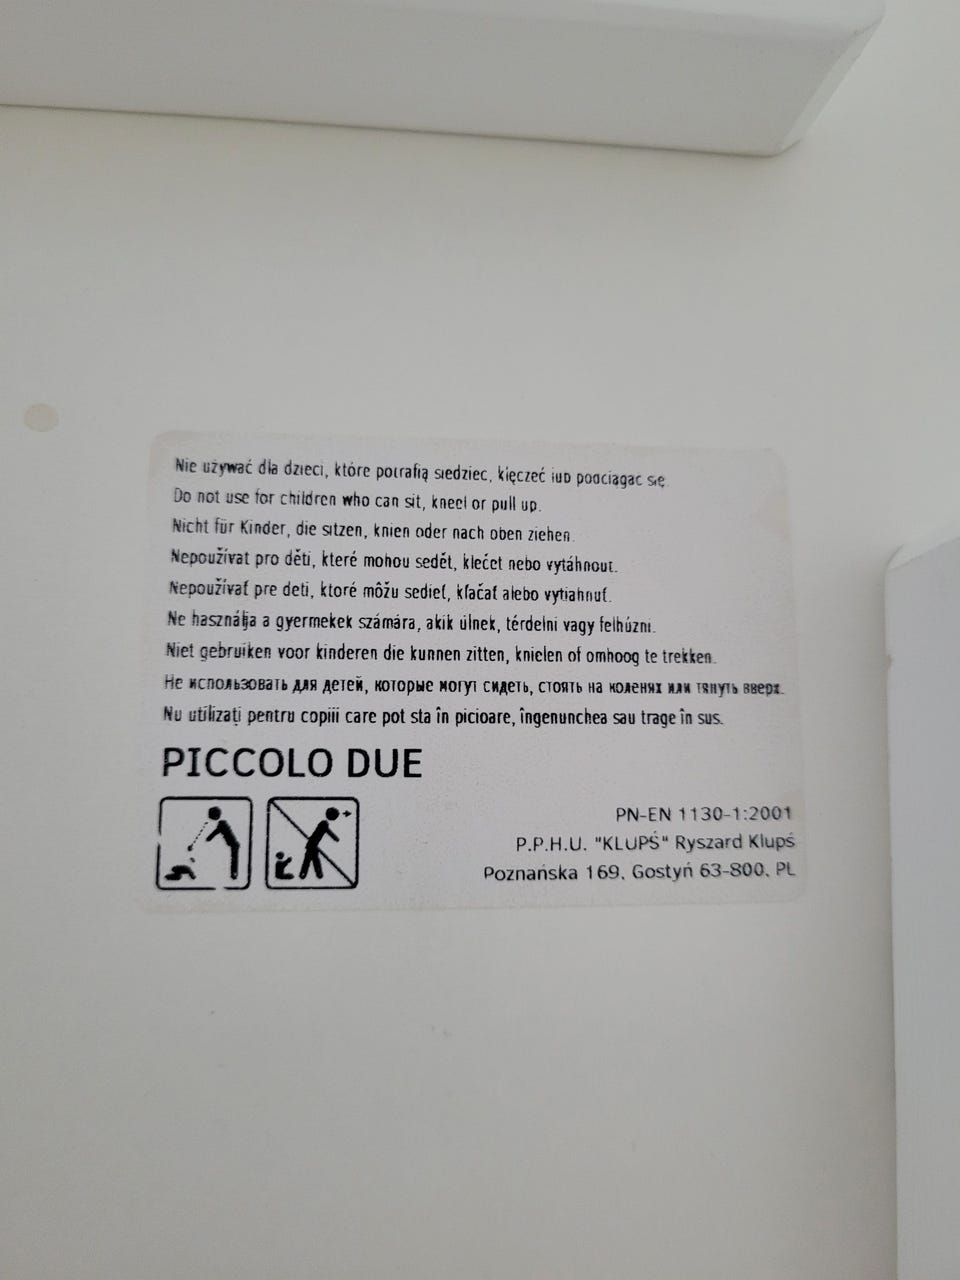 Nie używać dla dzieci, które potrafią siedziec, kięczeć lub podciagac się.
Do not use for children who can sit, kneel or pull up.
Nicht für Kinder, die sitzen, knien oder nach oben ziehen.
Nepoužívat pro děti, které mohou sedět, klečet nebo vytáhnout.
Nepoužívať pre deti, ktoré môžu sedieť, kľačať alebo vytiahnuť.
Ne használja a gyermekek számára, akik ülnek, térdelni vagy felhúzni.
Niet gebruiken voor kinderen die kunnen zitten, knielen of omhoog te trekken.
Не использовать для детей, которые могут сидеть, стоять на коленях или тянуть вверх.
Nu utilizați pentru copiii care pot sta în picioare, îngenunchea sau trage în sus.
PICCOLO DUE
PN-EN 1130-1:2001
P.P.H.U. "KLUPŚ" Ryszard Klupś
Poznańska 169, Gostyń 63-800, PL